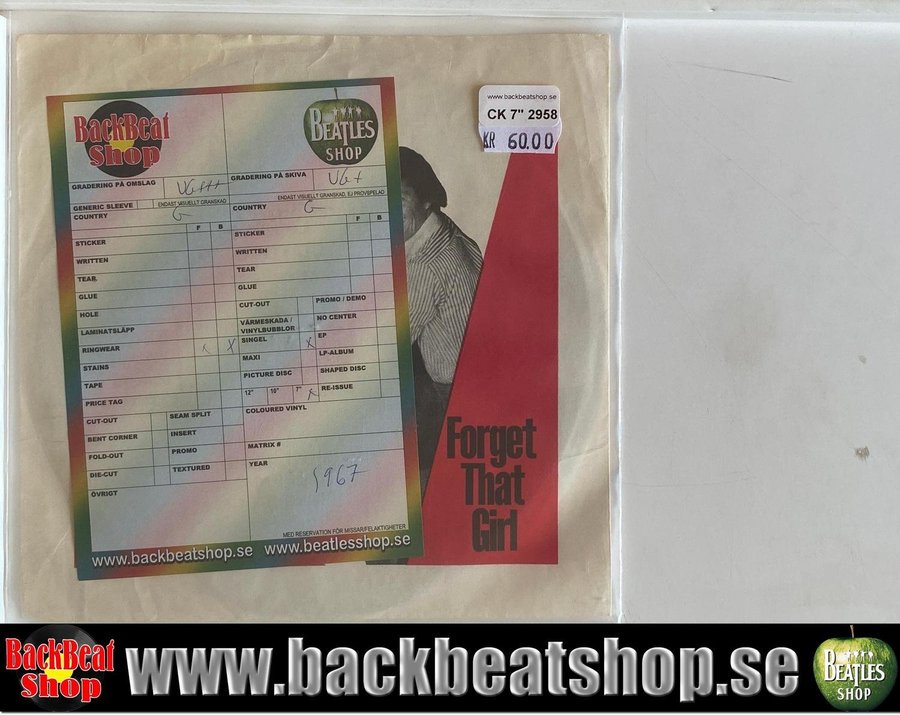 www.backbeatshop.se
CK 7" 2958
KR 60.00
BackBeat
Shop
BEATLES
SHOP
GRADERING PÅ OMSLAG VG+++
GRADERING PÅ SKIVA VG+
GENERIC SLEEVE
ENDAST VISUELLT GRANSKAD
ENDAST VISUELLT GRANSKAD, EJ PROVSPELAD
COUNTRY G
COUNTRY G
F B
F B
STICKER
WRITTEN
TEAR
GLUE
HOLE
LAMINATSLÄPP
RINGWEAR x X
STAINS
TAPE
PRICE TAG
CUT-OUT
SEAM SPLIT
BENT CORNER
INSERT
FOLD-OUT
PROMO
DIE-CUT
TEXTURED
ÖVRIGT
STICKER
WRITTEN
TEAR
GLUE
CUT-OUT
PROMO / DEMO
VÄRMESKADA /
VINYLBUBBLOR
NO CENTER
SINGEL X
EP
MAXI
LP-ALBUM
PICTURE DISC
SHAPED DISC
12" 10" 7" X
RE-ISSUE
COLOURED VINYL
MATRIX #
YEAR
1967
MED RESERVATION FÖR MISSAR/FELAKTIGHETER
www.backbeatshop.se www.beatlesshop.se
Forget
That
Girl
BackBeat
Shop
www.backbeatshop.se
BEATLES
SHOP